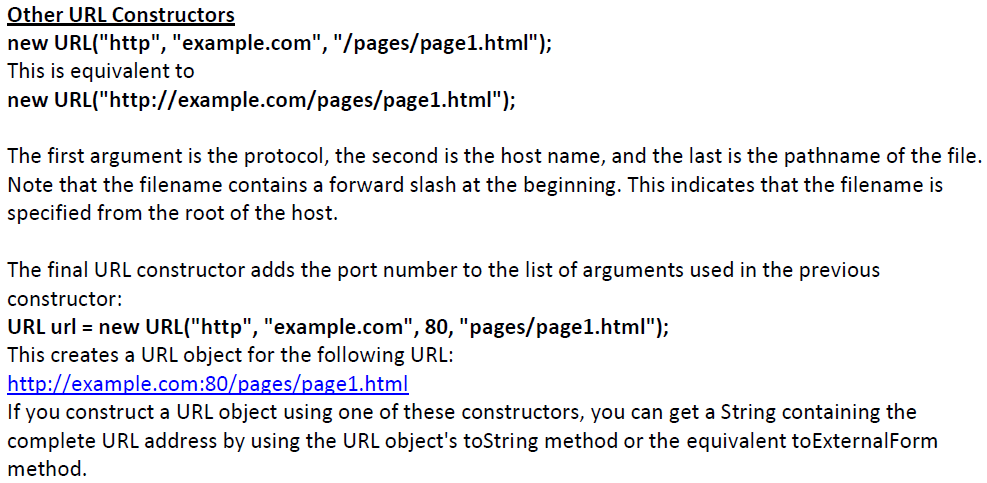 Other URL Constructors
new URL("http", "example.com", "/pages/page1.html");
This is equivalent to
new URL("http://example.com/pages/page1.html");
The first argument is the protocol, the second is the host name, and the last is the pathname of the file.
Note that the filename contains a forward slash at the beginning. This indicates that the filename is
specified from the root of the host.
The final URL constructor adds the port number to the list of arguments used in the previous
constructor:
URL url = new URL("http", "example.com", 80, "pages/page1.html");
This creates a URL object for the following URL:
http://example.com:80/pages/page1.html
If you construct a URL object using one of these constructors, you can get a String containing the
complete URL address by using the URL object's toString method or the equivalent toExternalForm
method.